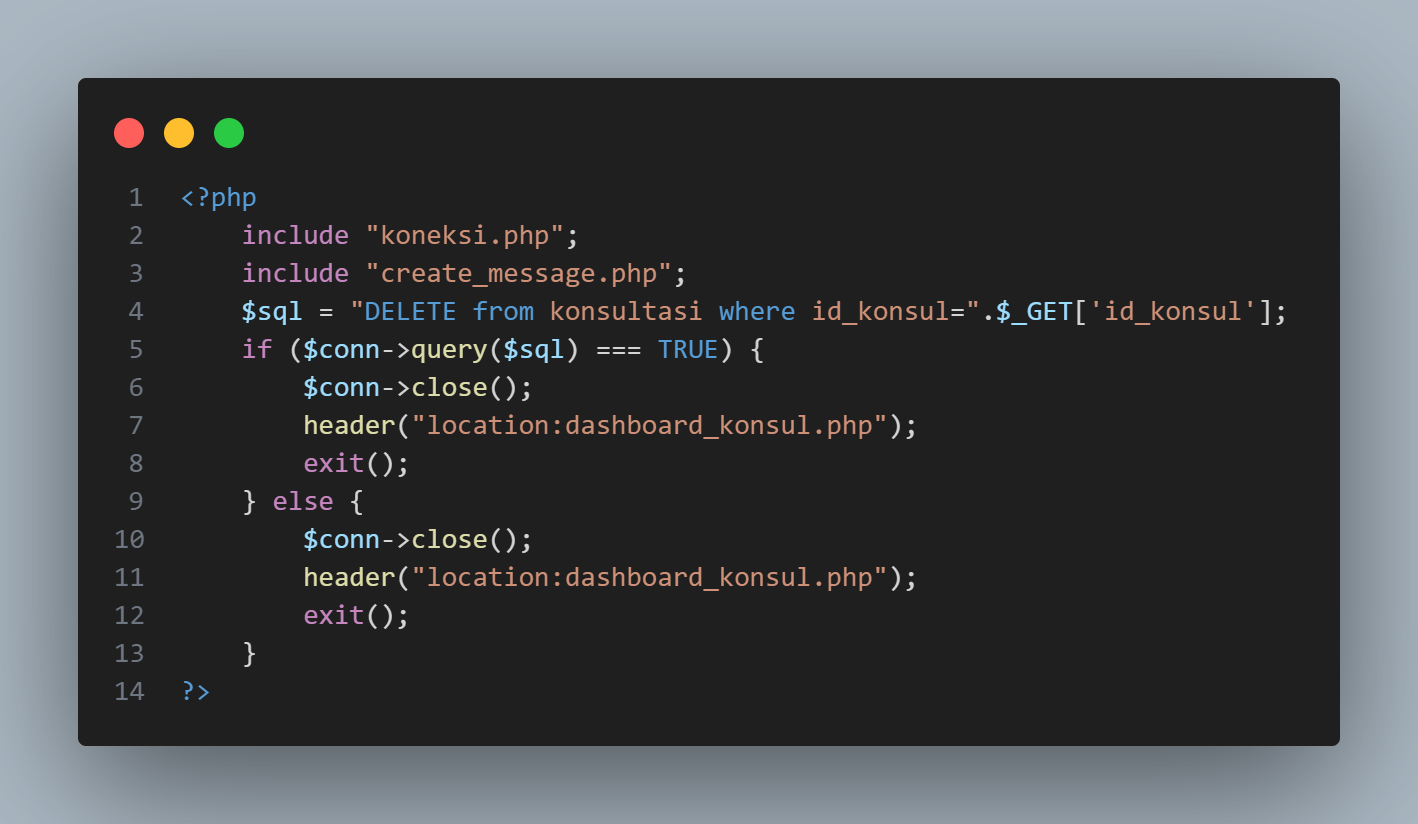 1 <?php
2     include "koneksi.php";
3     include "create_message.php";
4     $sql = "DELETE from konsultasi where id_konsul=".$_GET['id_konsul'];
5     if ($conn->query($sql) === TRUE) {
6         $conn->close();
7         header("location:dashboard_konsul.php");
8         exit();
9     } else {
10         $conn->close();
11         header("location:dashboard_konsul.php");
12         exit();
13     }
14 ?>